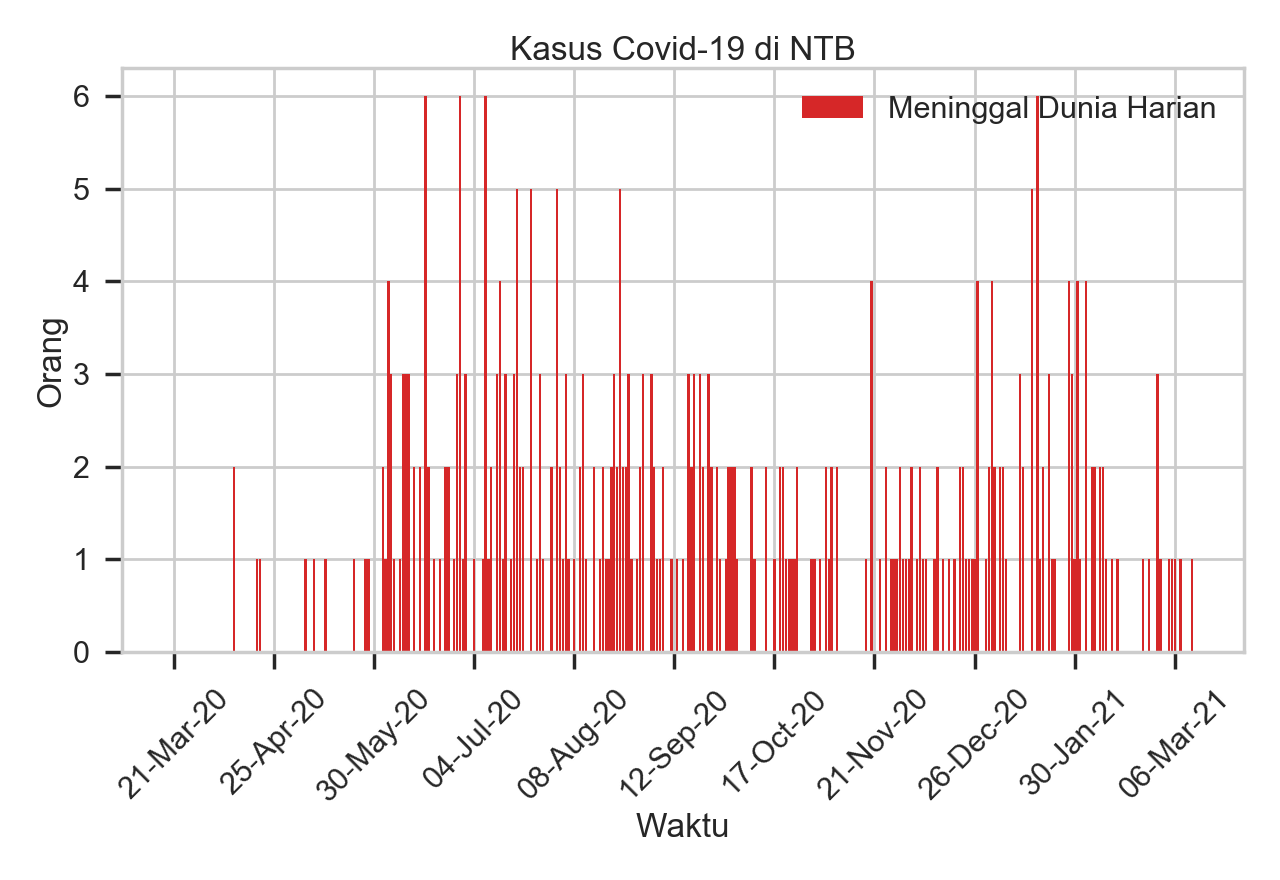 Kasus Covid-19 di NTB
Meninggal Dunia Harian
6
5
4
3
2
1
0
Orang
21-Mar-20
25-Apr-20
30-May-20
04-Jul-20
08-Aug-20
12-Sep-20
17-Oct-20
21-Nov-20
26-Dec-20
30-Jan-21
06-Mar-21
Waktu